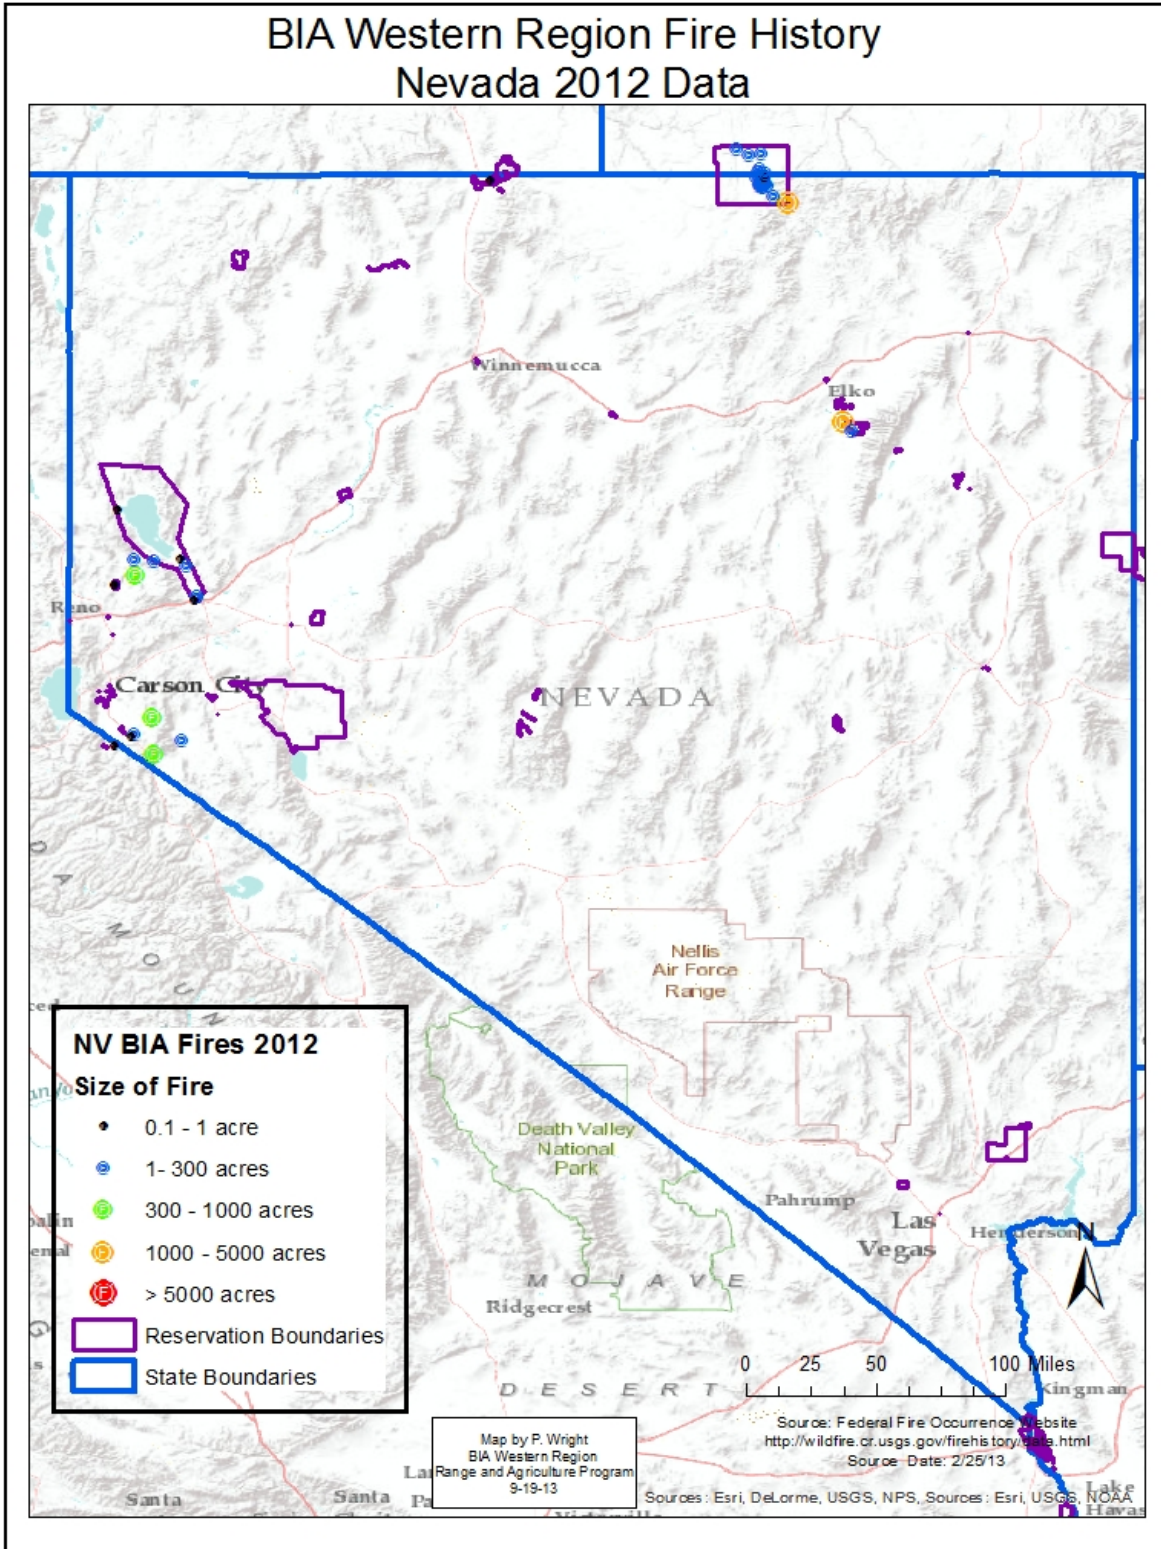 BIA Western Region Fire History
Nevada 2012 Data
Winnemucca
Elko
Reno
Carson City
NEVADA
D A
M O U N
Nellis
Air Force
Range
Death Valley
National
Park
Pahrump
Las
Vegas
Henderson
N
MOJAVE
Ridgecrest
DESERT
0 25 50 100 Miles
Kingman
NV BIA Fires 2012
Size of Fire
0.1 - 1 acre
1- 300 acres
F 300 - 1000 acres
F 1000 - 5000 acres
F > 5000 acres
Reservation Boundaries
State Boundaries
Map by P. Wright
BIA Western Region
Range and Agriculture Program
9-19-13
Source: Federal Fire Occurrence Website
http://wildfire.cr.usgs.gov/firehistory/data.html
Source Date: 2/25/13
Sources: Esri, DeLorme, USGS, NPS, Sources: Esri, USGS, NOAA
Lake
Havas
Santa
Santa